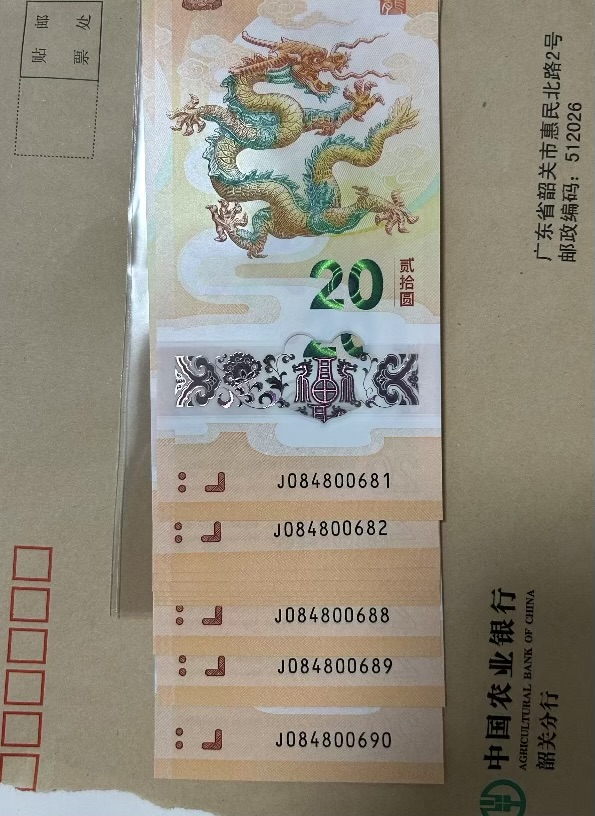 贴 邮
票 处
20
贰拾圆
J084800681
J084800682
J084800688
J084800689
J084800690
广东省韶关市惠民北路2号
邮政编码：512026
中国农业银行
AGRICULTURAL BANK OF CHINA
韶关分行